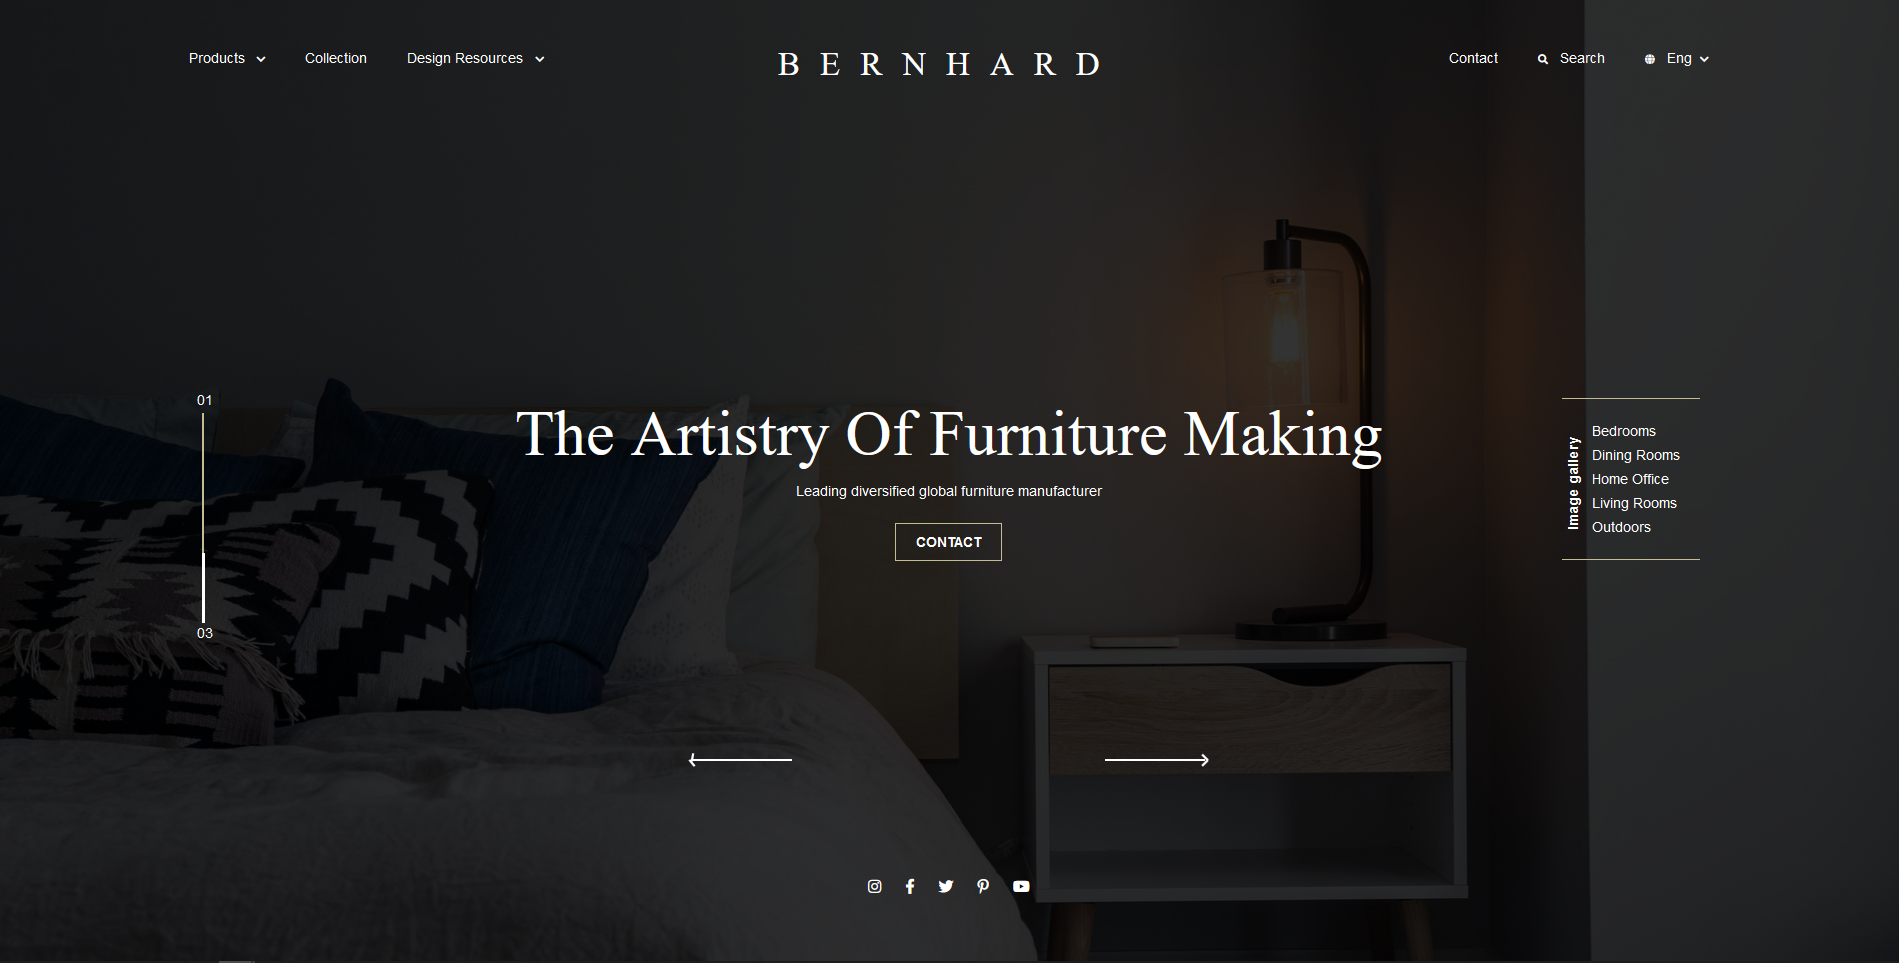 Products
Collection
Design Resources
BERNHARD
Contact
Search
Eng
01
03
The Artistry Of Furniture Making
Leading diversified global furniture manufacturer
CONTACT
Image gallery
Bedrooms
Dining Rooms
Home Office
Living Rooms
Outdoors